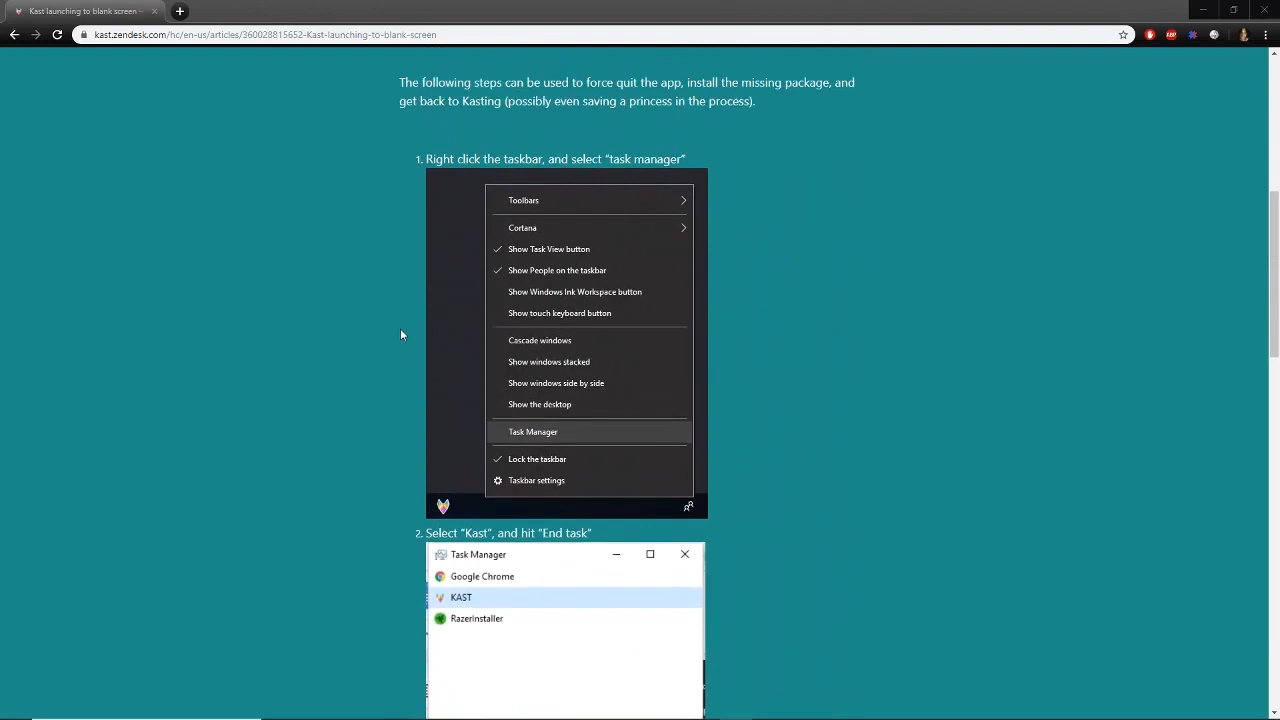 Kast launching to blank screen –
kast.zendesk.com/hc/en-us/articles/360028815652-Kast-launching-to-blank-screen
ABP
The following steps can be used to force quit the app, install the missing package, and
get back to Kasting (possibly even saving a princess in the process).
1. Right click the taskbar, and select “task manager”
Toolbars
Cortana
Show Task View button
Show People on the taskbar
Show Windows Ink Workspace button
Show touch keyboard button
Cascade windows
Show windows stacked
Show windows side by side
Show the desktop
Task Manager
Lock the taskbar
Taskbar settings
2. Select “Kast”, and hit “End task”
Task Manager
Google Chrome
KAST
RazerInstaller